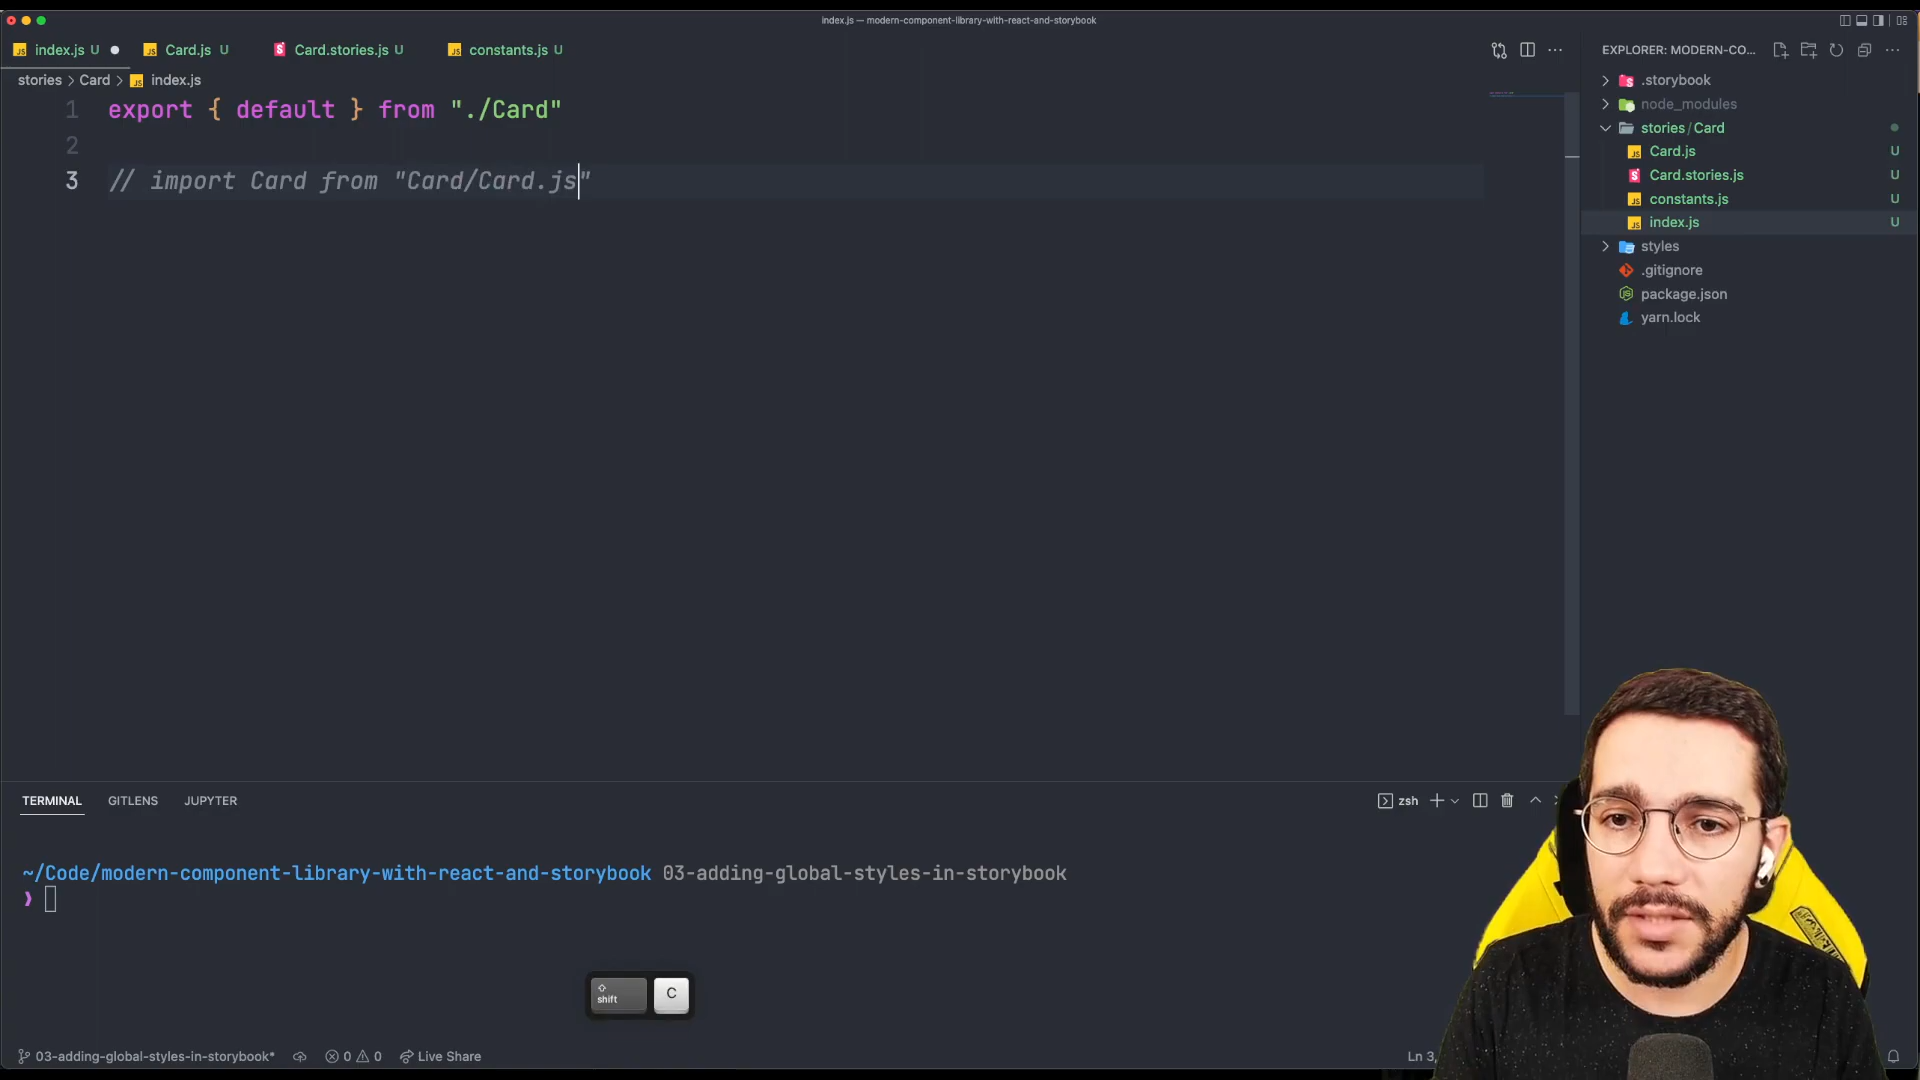 index.js — modern-component-library-with-react-and-storybook
index.js U
Card.js U
Card.stories.js U
constants.js U
EXPLORER: MODERN-CO...
stories > Card > index.js
1 export { default } from "./Card"
2
3 // import Card from "Card/Card.js"
.storybook
node_modules
stories / Card
Card.js U
Card.stories.js U
constants.js U
index.js U
styles
.gitignore
package.json
yarn.lock
TERMINAL GITLENS JUPYTER
zsh
~/Code/modern-component-library-with-react-and-storybook 03-adding-global-styles-in-storybook
❯
shift C
03-adding-global-styles-in-storybook* 0 0 Live Share
Ln 3,